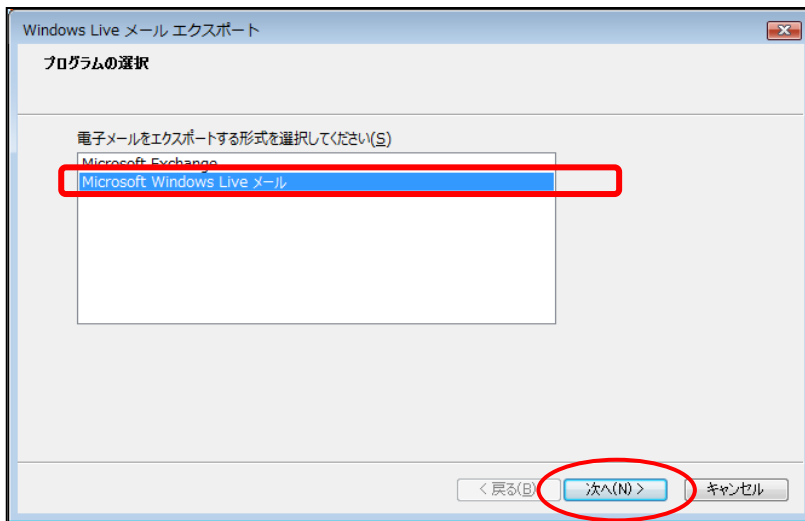 Windows Live メール エクスポート
プログラムの選択
電子メールをエクスポートする形式を選択してください(S)
Microsoft Exchange
Microsoft Windows Live メール
< 戻る(B)
次へ(N) >
キャンセル